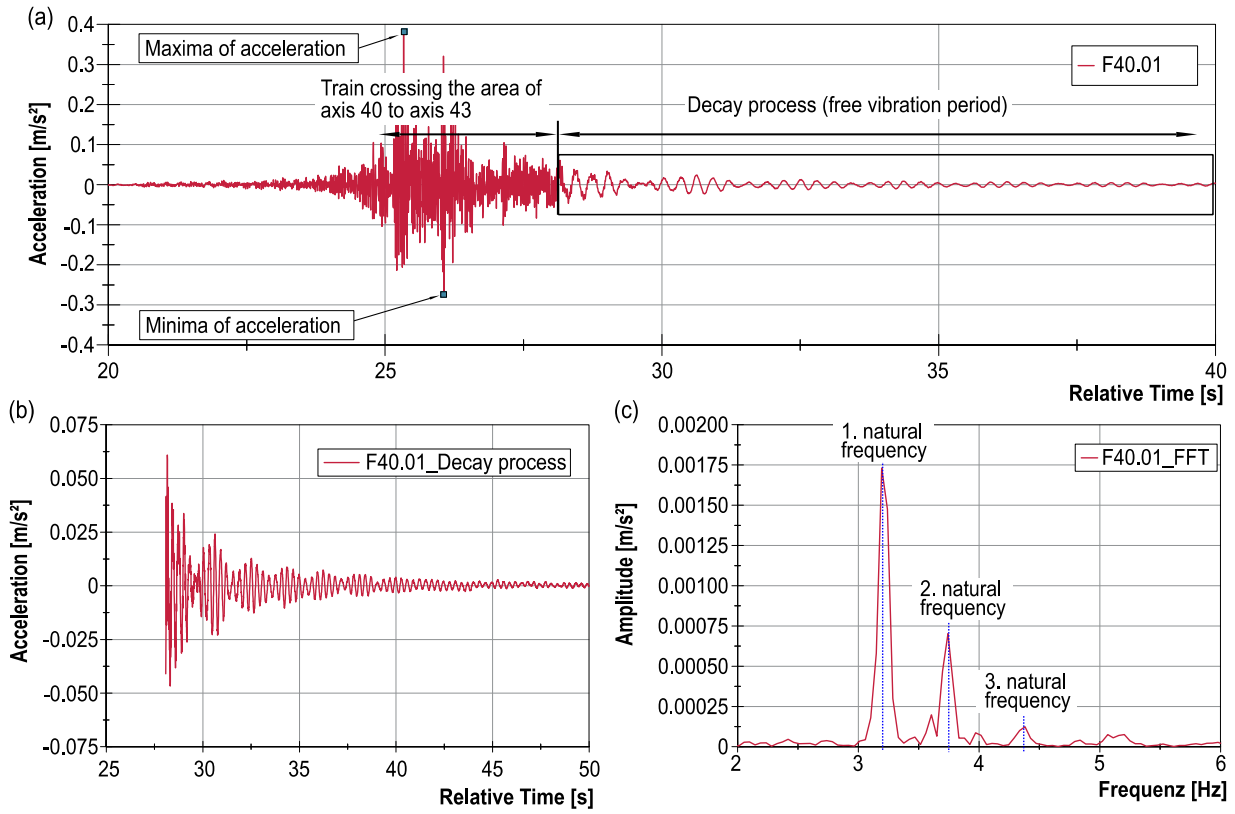 (a)
Acceleration [m/s²]
0.4
0.3
0.2
0.1
0
-0.1
-0.2
-0.3
-0.4
Maxima of acceleration
Train crossing the area of
axis 40 to axis 43
Decay process (free vibration period)
F40.01
Minima of acceleration
20
25
30
35
40
Relative Time [s]
(b)
Acceleration [m/s²]
0.075
0.050
0.025
0
-0.025
-0.050
-0.075
F40.01_Decay process
25
30
35
40
45
50
Relative Time [s]
(c)
Amplitude [m/s²]
0.00200
0.00175
0.00150
0.00125
0.00100
0.00075
0.00050
0.00025
0
1. natural
frequency
F40.01_FFT
2. natural
frequency
3. natural
frequency
2
3
4
5
6
Frequenz [Hz]